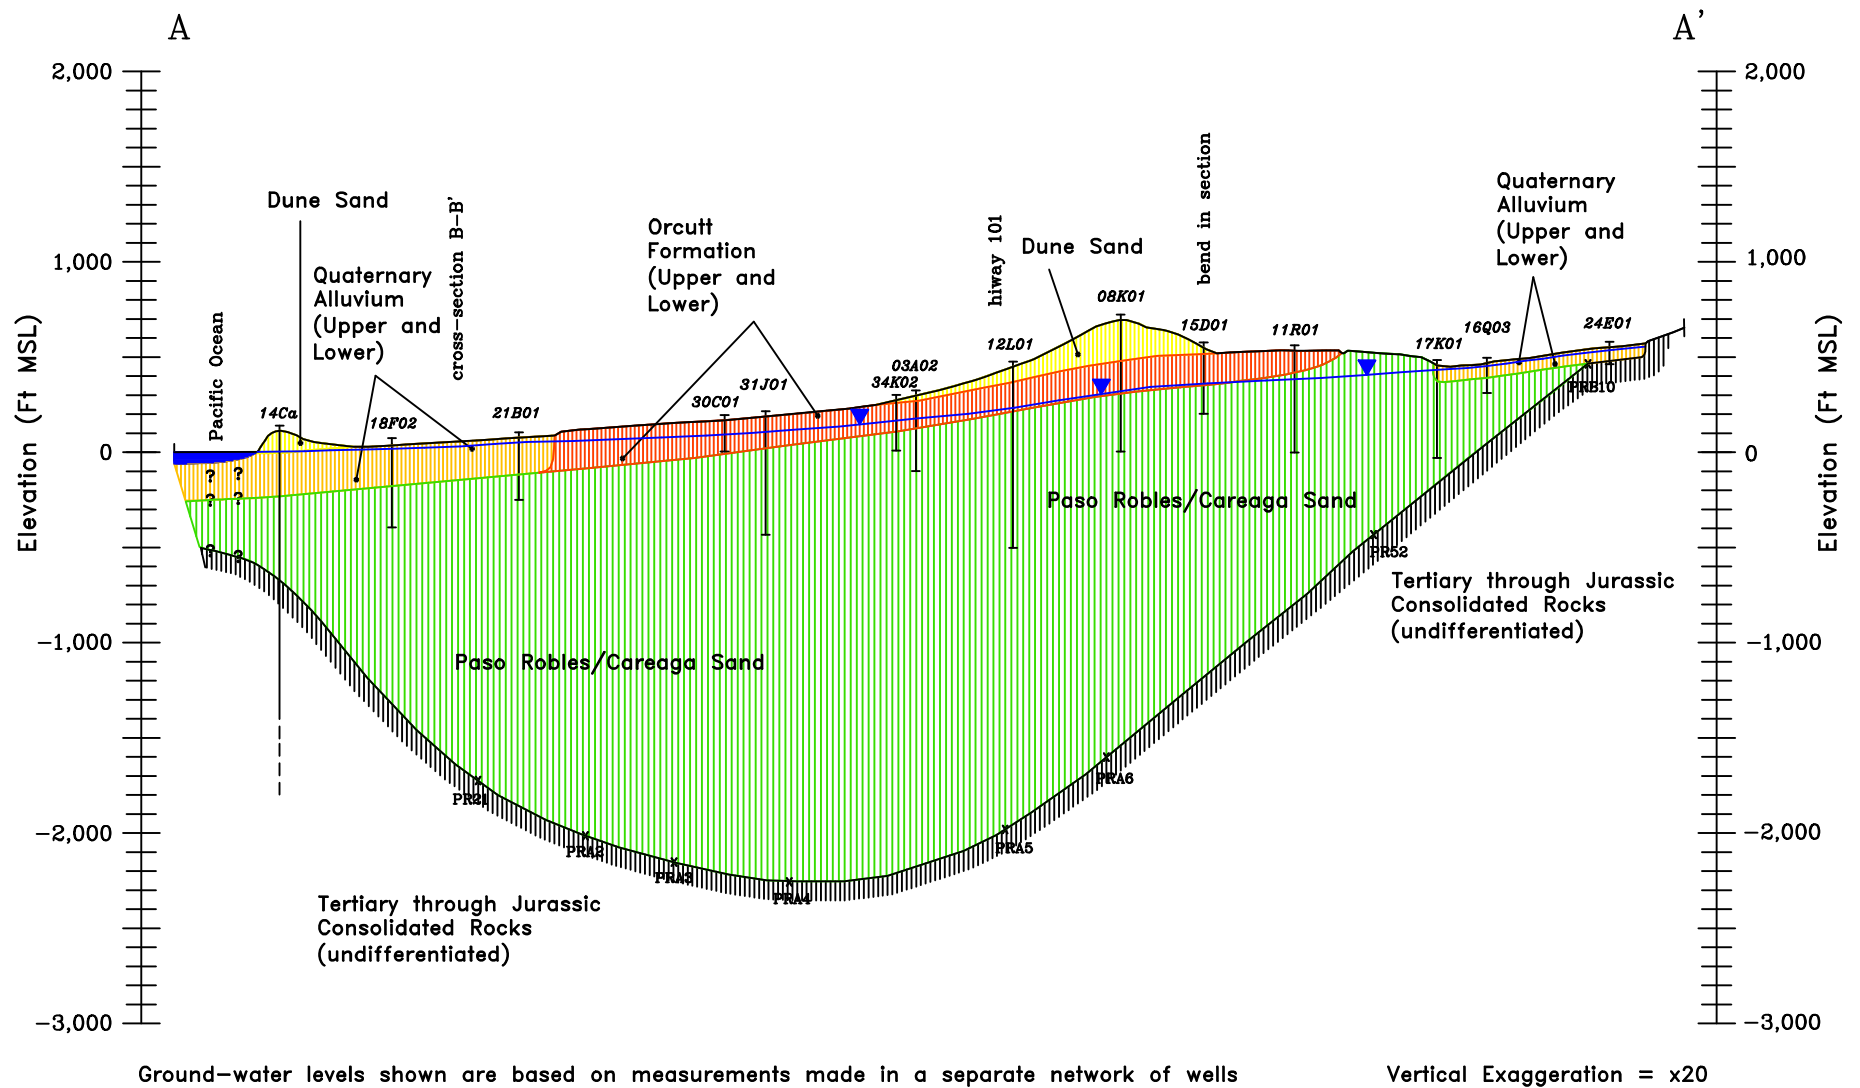 A
A'
2,000
1,000
0
-1,000
-2,000
-3,000
Elevation (Ft MSL)
2,000
1,000
0
-1,000
-2,000
-3,000
Elevation (Ft MSL)
Pacific Ocean
Dune Sand
Quaternary
Alluvium
(Upper and
Lower)
cross-section B-B'
Orcutt
Formation
(Upper and
Lower)
hiway 101
Dune Sand
bend in section
Quaternary
Alluvium
(Upper and
Lower)
14Ca
18F02
21B01
30C01
31J01
34K02
03A02
12L01
08K01
15D01
11R01
17K01
16Q03
24E01
? ?
? ?
? ?
Paso Robles/Careaga Sand
Paso Robles/Careaga Sand
PR21
PRA2
PRA3
PRA4
PRA5
PRA6
PR52
Tertiary through Jurassic
Consolidated Rocks
(undifferentiated)
Tertiary through Jurassic
Consolidated Rocks
(undifferentiated)
Ground-water levels shown are based on measurements made in a separate network of wells
Vertical Exaggeration = x20